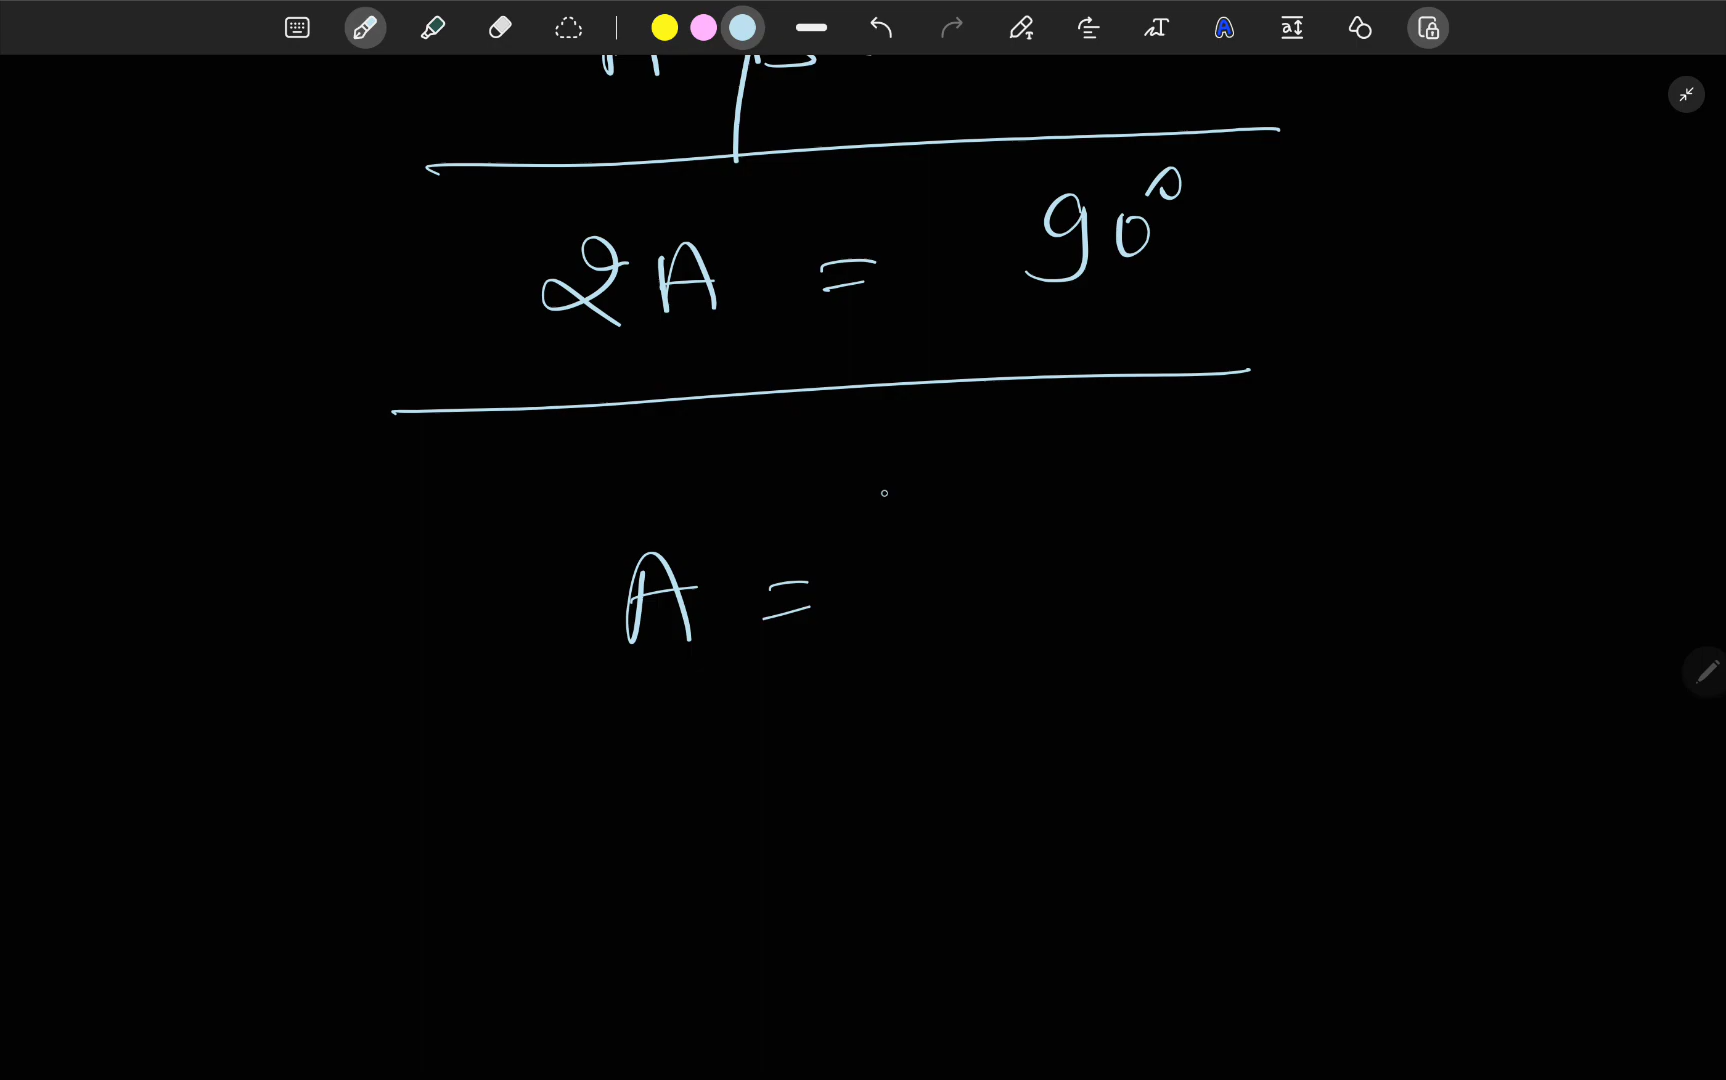 2A = 90°
A =